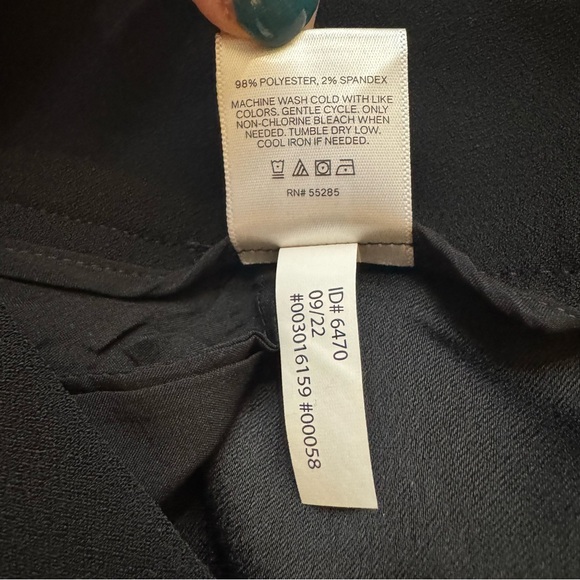 98% POLYESTER, 2% SPANDEX
MACHINE WASH COLD WITH LIKE
COLORS. GENTLE CYCLE. ONLY
NON-CHLORINE BLEACH WHEN
NEEDED. TUMBLE DRY LOW.
COOL IRON IF NEEDED.
RN# 55285
ID# 6470
09/22
#003016159 #00058